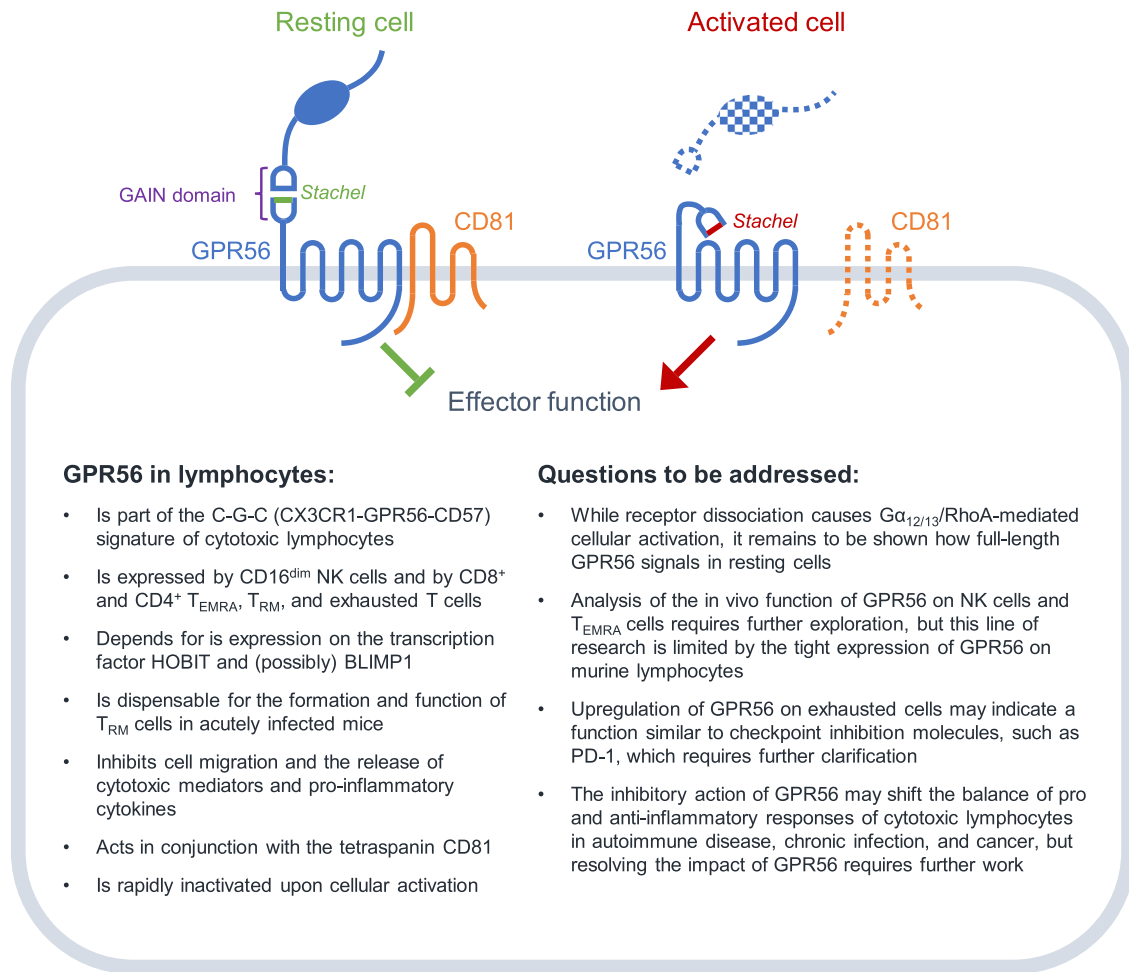 Resting cell
Activated cell
GAIN domain
Stachel
GPR56
CD81
Stachel
GPR56
CD81
Effector function
GPR56 in lymphocytes:
• Is part of the C-G-C (CX3CR1-GPR56-CD57)
signature of cytotoxic lymphocytes
• Is expressed by CD16dim NK cells and by CD8+
and CD4+ TEMRA, TRM, and exhausted T cells
• Depends for is expression on the transcription
factor HOBIT and (possibly) BLIMP1
• Is dispensable for the formation and function of
TRM cells in acutely infected mice
• Inhibits cell migration and the release of
cytotoxic mediators and pro-inflammatory
cytokines
• Acts in conjunction with the tetraspanin CD81
• Is rapidly inactivated upon cellular activation
Questions to be addressed:
• While receptor dissociation causes Gα12/13/RhoA-mediated
cellular activation, it remains to be shown how full-length
GPR56 signals in resting cells
• Analysis of the in vivo function of GPR56 on NK cells and
TEMRA cells requires further exploration, but this line of
research is limited by the tight expression of GPR56 on
murine lymphocytes
• Upregulation of GPR56 on exhausted cells may indicate a
function similar to checkpoint inhibition molecules, such as
PD-1, which requires further clarification
• The inhibitory action of GPR56 may shift the balance of pro
and anti-inflammatory responses of cytotoxic lymphocytes
in autoimmune disease, chronic infection, and cancer, but
resolving the impact of GPR56 requires further work